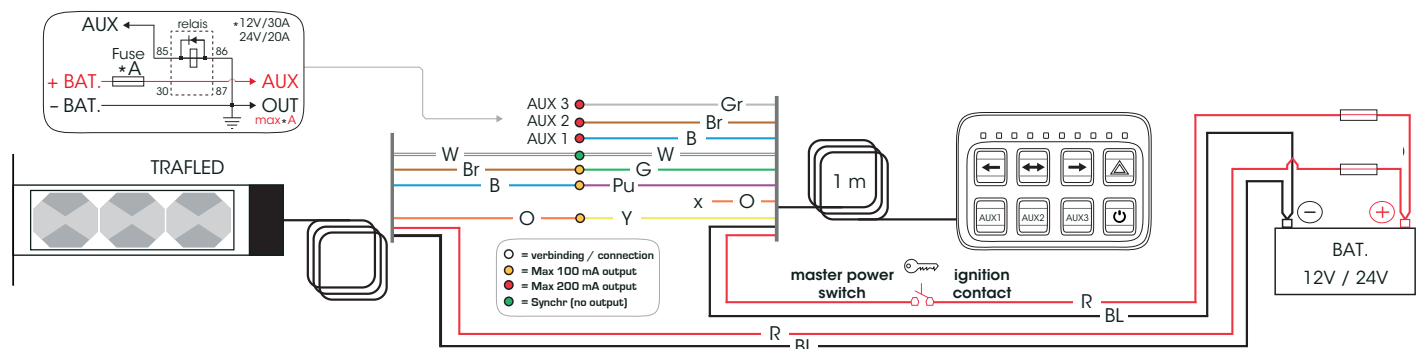 AUX
relais
*12V/30A
24V/20A
85
86
Fuse
*A
+ BAT.
AUX
30
87
- BAT.
OUT
max*A
TRAFLED
AUX 3
Gr
AUX 2
Br
AUX 1
B
W
W
Br
G
B
Pu
x
O
O
Y
1 m
= verbinding / connection
= Max 100 mA output
= Max 200 mA output
= Synchr (no output)
AUX1
AUX2
AUX3
master power
switch
ignition
contact
R
BL
R
BL
−
+
BAT.
12V / 24V